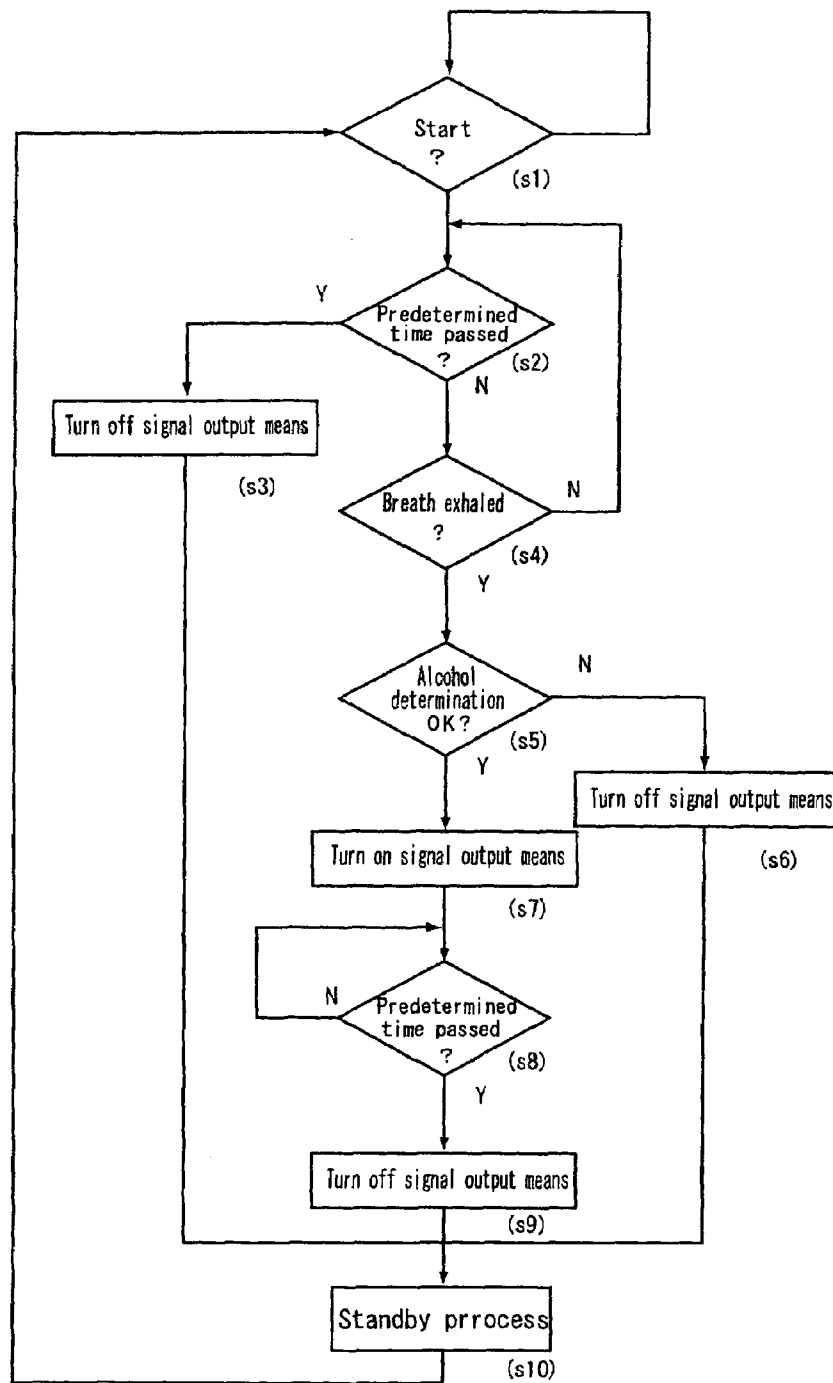 Start
?
(s1)
Y
Predetermined
time passed
?
(s2)
N
Turn off signal output means
(s3)
Breath exhaled
?
N
(s4)
Y
Alcohol
determination
OK?
N
(s5)
Y
Turn off signal output means
(s6)
Turn on signal output means
(s7)
N
Predetermined
time passed
?
(s8)
Y
Turn off signal output means
(s9)
Standby prrocess
(s10)